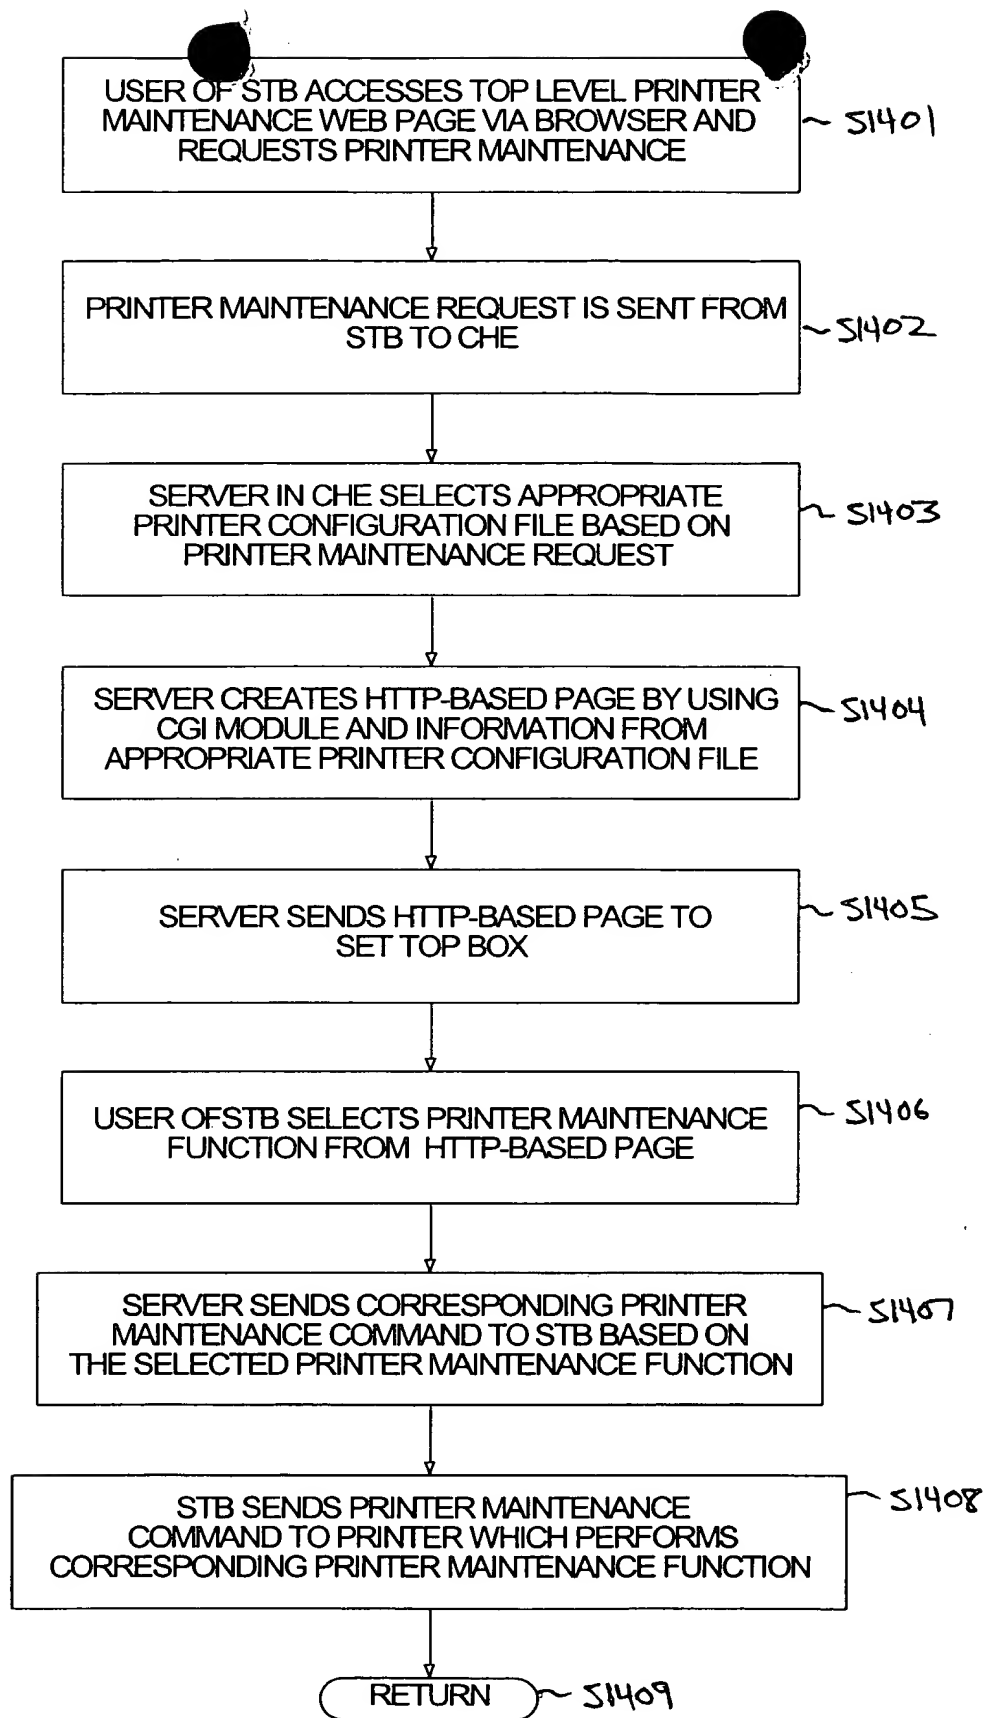 USER OF STB ACCESSES TOP LEVEL PRINTER
MAINTENANCE WEB PAGE VIA BROWSER AND
REQUESTS PRINTER MAINTENANCE
S1401
PRINTER MAINTENANCE REQUEST IS SENT FROM
STB TO CHE
S1402
SERVER IN CHE SELECTS APPROPRIATE
PRINTER CONFIGURATION FILE BASED ON
PRINTER MAINTENANCE REQUEST
S1403
SERVER CREATES HTTP-BASED PAGE BY USING
CGI MODULE AND INFORMATION FROM
APPROPRIATE PRINTER CONFIGURATION FILE
S1404
SERVER SENDS HTTP-BASED PAGE TO
SET TOP BOX
S1405
USER OFSTB SELECTS PRINTER MAINTENANCE
FUNCTION FROM HTTP-BASED PAGE
S1406
SERVER SENDS CORRESPONDING PRINTER
MAINTENANCE COMMAND TO STB BASED ON
THE SELECTED PRINTER MAINTENANCE FUNCTION
S1407
STB SENDS PRINTER MAINTENANCE
COMMAND TO PRINTER WHICH PERFORMS
CORRESPONDING PRINTER MAINTENANCE FUNCTION
S1408
RETURN
S1409